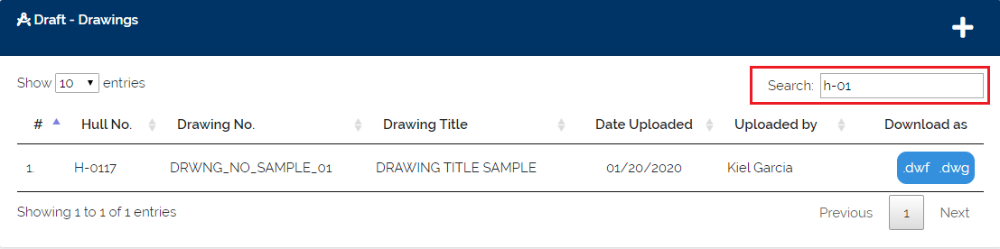 Draft - Drawings
Show 10 entries
Search: h-01
# Hull No. Drawing No. Drawing Title Date Uploaded Uploaded by Download as
1. H-0117 DRWNG_NO_SAMPLE_01 DRAWING TITLE SAMPLE 01/20/2020 Kiel Garcia .dwf .dwg
Showing 1 to 1 of 1 entries
Previous 1 Next